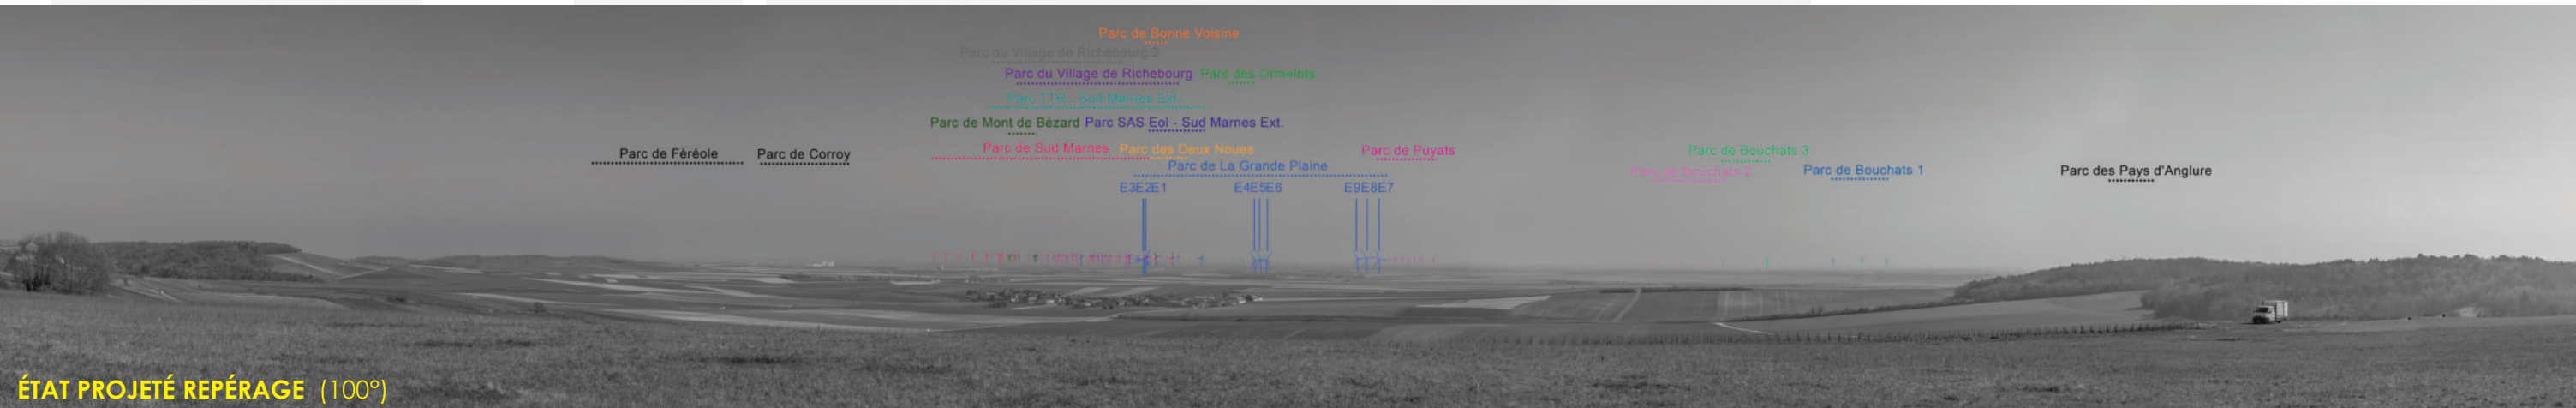 Parc de Bonne Voisine
Parc du Village de Richebourg 2
Parc du Village de Richebourg Parc des Ormelots
Parc TTR - Sud Marnes Ext.
Parc de Mont de Bézard Parc SAS Eol - Sud Marnes Ext.
Parc de Féréole Parc de Corroy Parc de Sud Marnes Parc des Deux Noues Parc de Puyats Parc de Bouchats 3
Parc de La Grande Plaine Parc de Bouchats 2 Parc de Bouchats 1 Parc des Pays d'Anglure
E3E2E1 E4E5E6 E9E8E7
ÉTAT PROJETÉ REPÉRAGE (100°)